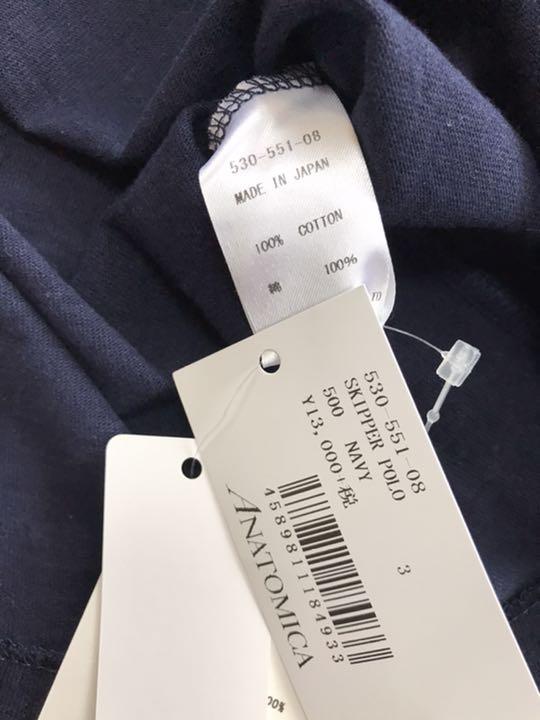 530-551-08
MADE IN JAPAN
100% COTTON
綿 100%
530-551-08
SKIPPER POLO 3
500 NAVY
¥13,000+税
4589811184933
ANATOMICA
00%